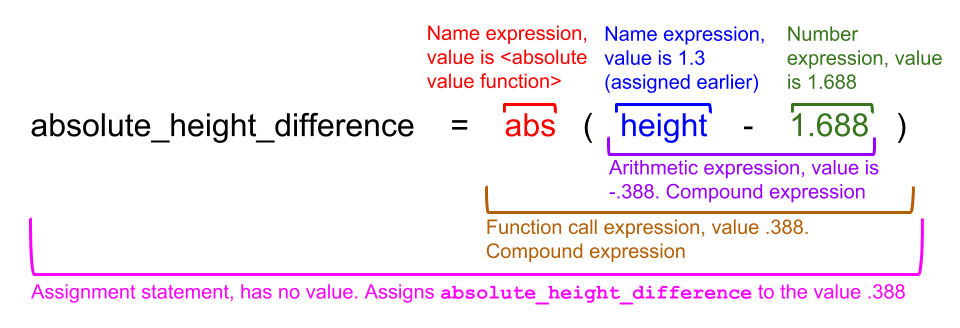 Name expression,
value is <absolute
value function>
Name expression,
value is 1.3
(assigned earlier)
Number
expression, value
is 1.688
absolute_height_difference = abs ( height - 1.688 )
Arithmetic expression, value is
-.388. Compound expression
Function call expression, value .388.
Compound expression
Assignment statement, has no value. Assigns absolute_height_difference to the value .388